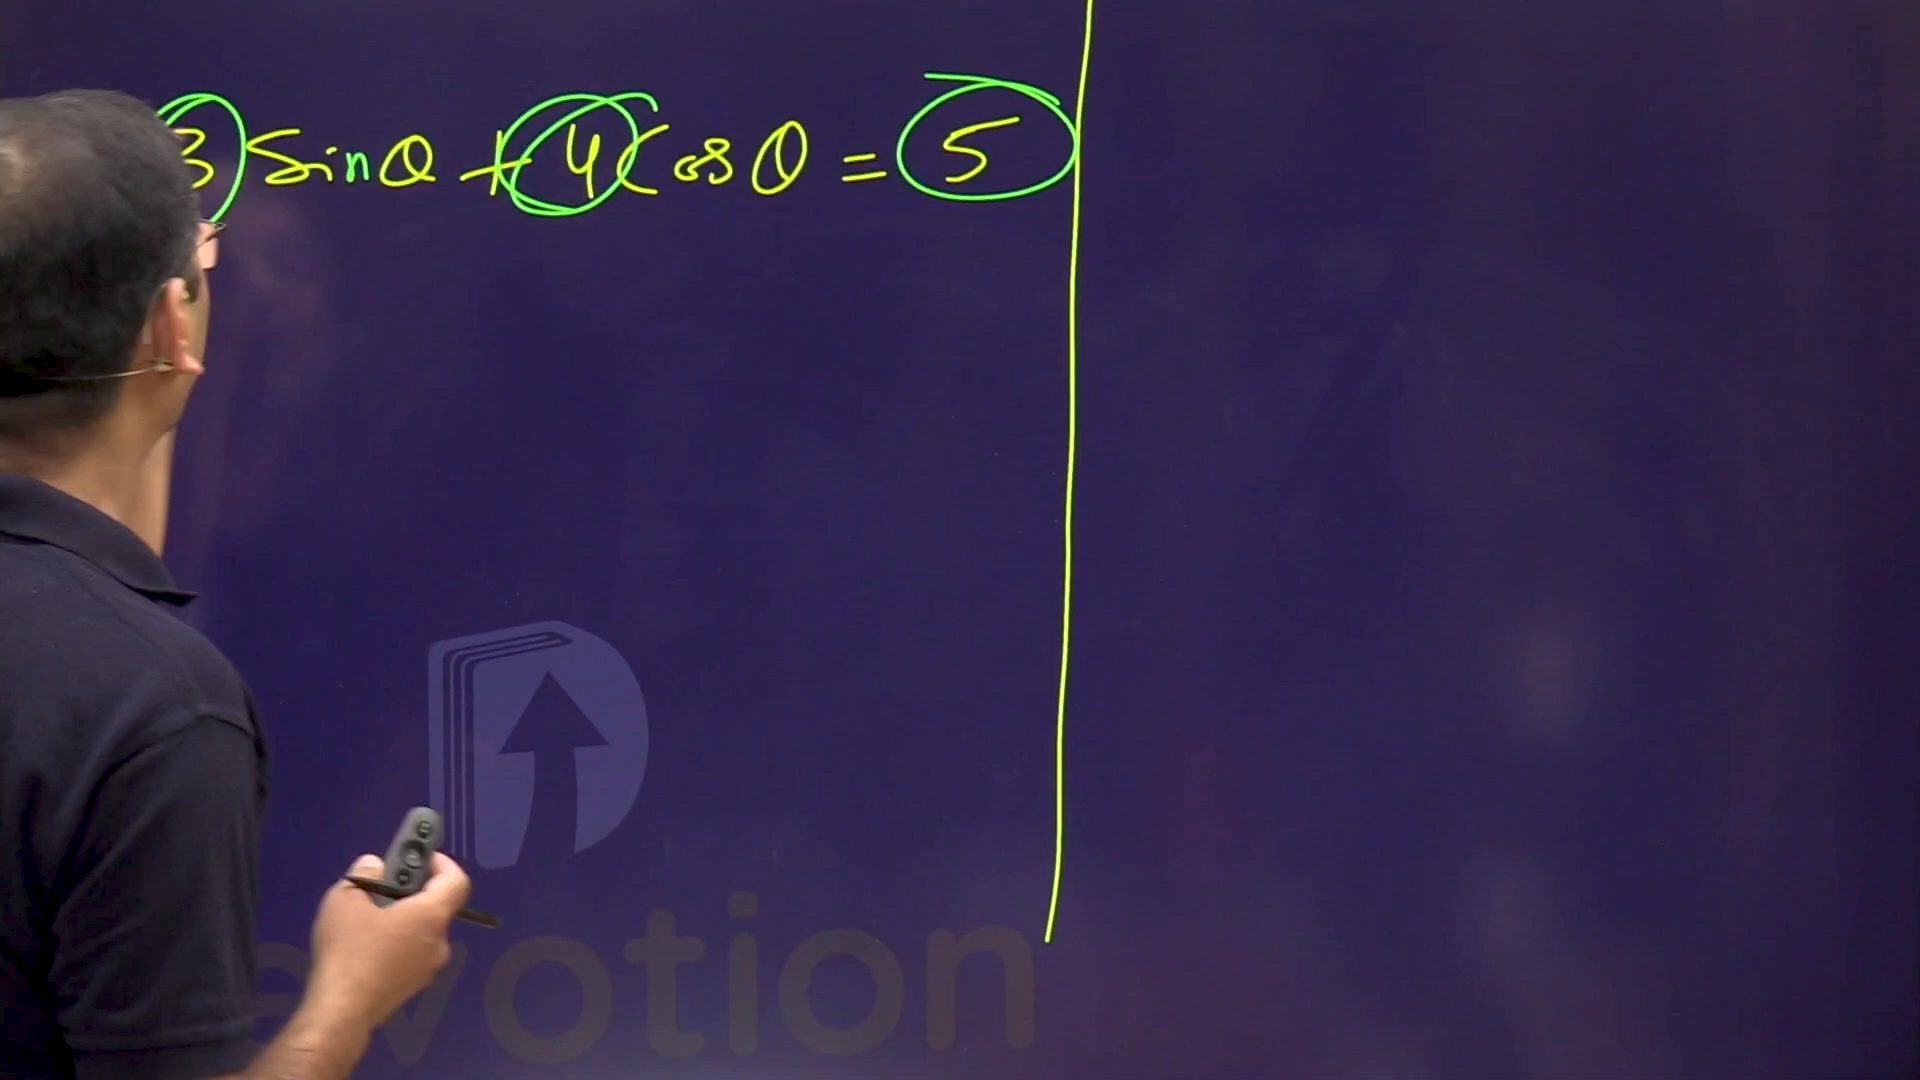 3 Sinθ + 4 Cosθ = 5
evotion